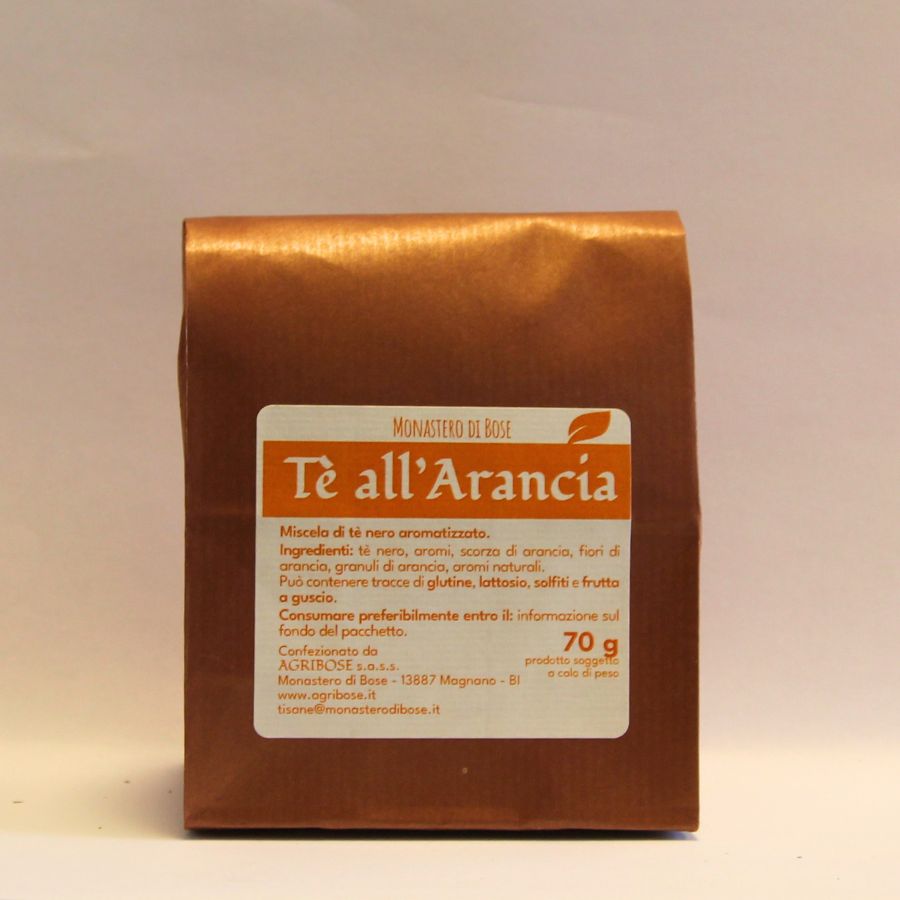 Monastero di Bose
Tè all'Arancia
Miscela di tè nero aromatizzato.
Ingredienti: tè nero, aromi, scorza di arancia, fiori di
arancia, granuli di arancia, aromi naturali.
Può contenere tracce di glutine, lattosio, solfiti e frutta
a guscio.
Consumare preferibilmente entro il: informazione sul
fondo del pacchetto.
70 g
prodotto soggetto
a calo di peso
Confezionato da
AGRIBOSE s.a.s.s.
Monastero di Bose - 13887 Magnano - BI
www.agribose.it
tisane@monasterodibose.it